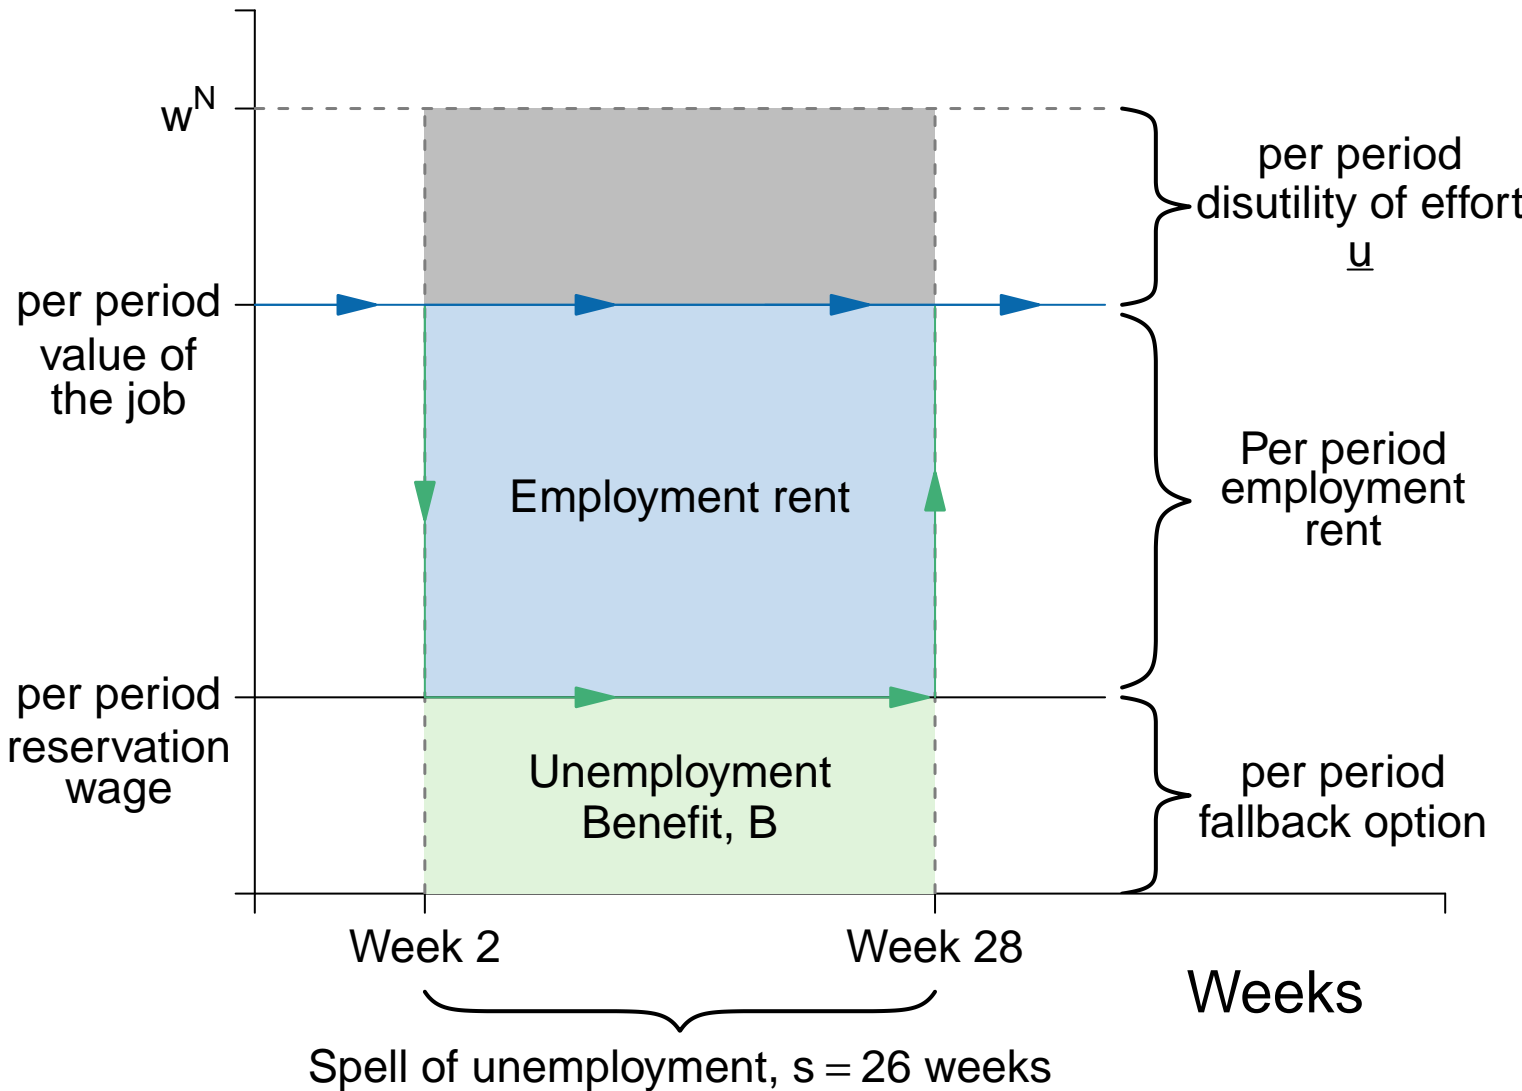 w^N
per period
disutility of effort
u
per period
value of
the job
Employment rent
Per period
employment
rent
per period
reservation
wage
Unemployment
Benefit, B
per period
fallback option
Week 2
Week 28
Weeks
Spell of unemployment, s = 26 weeks